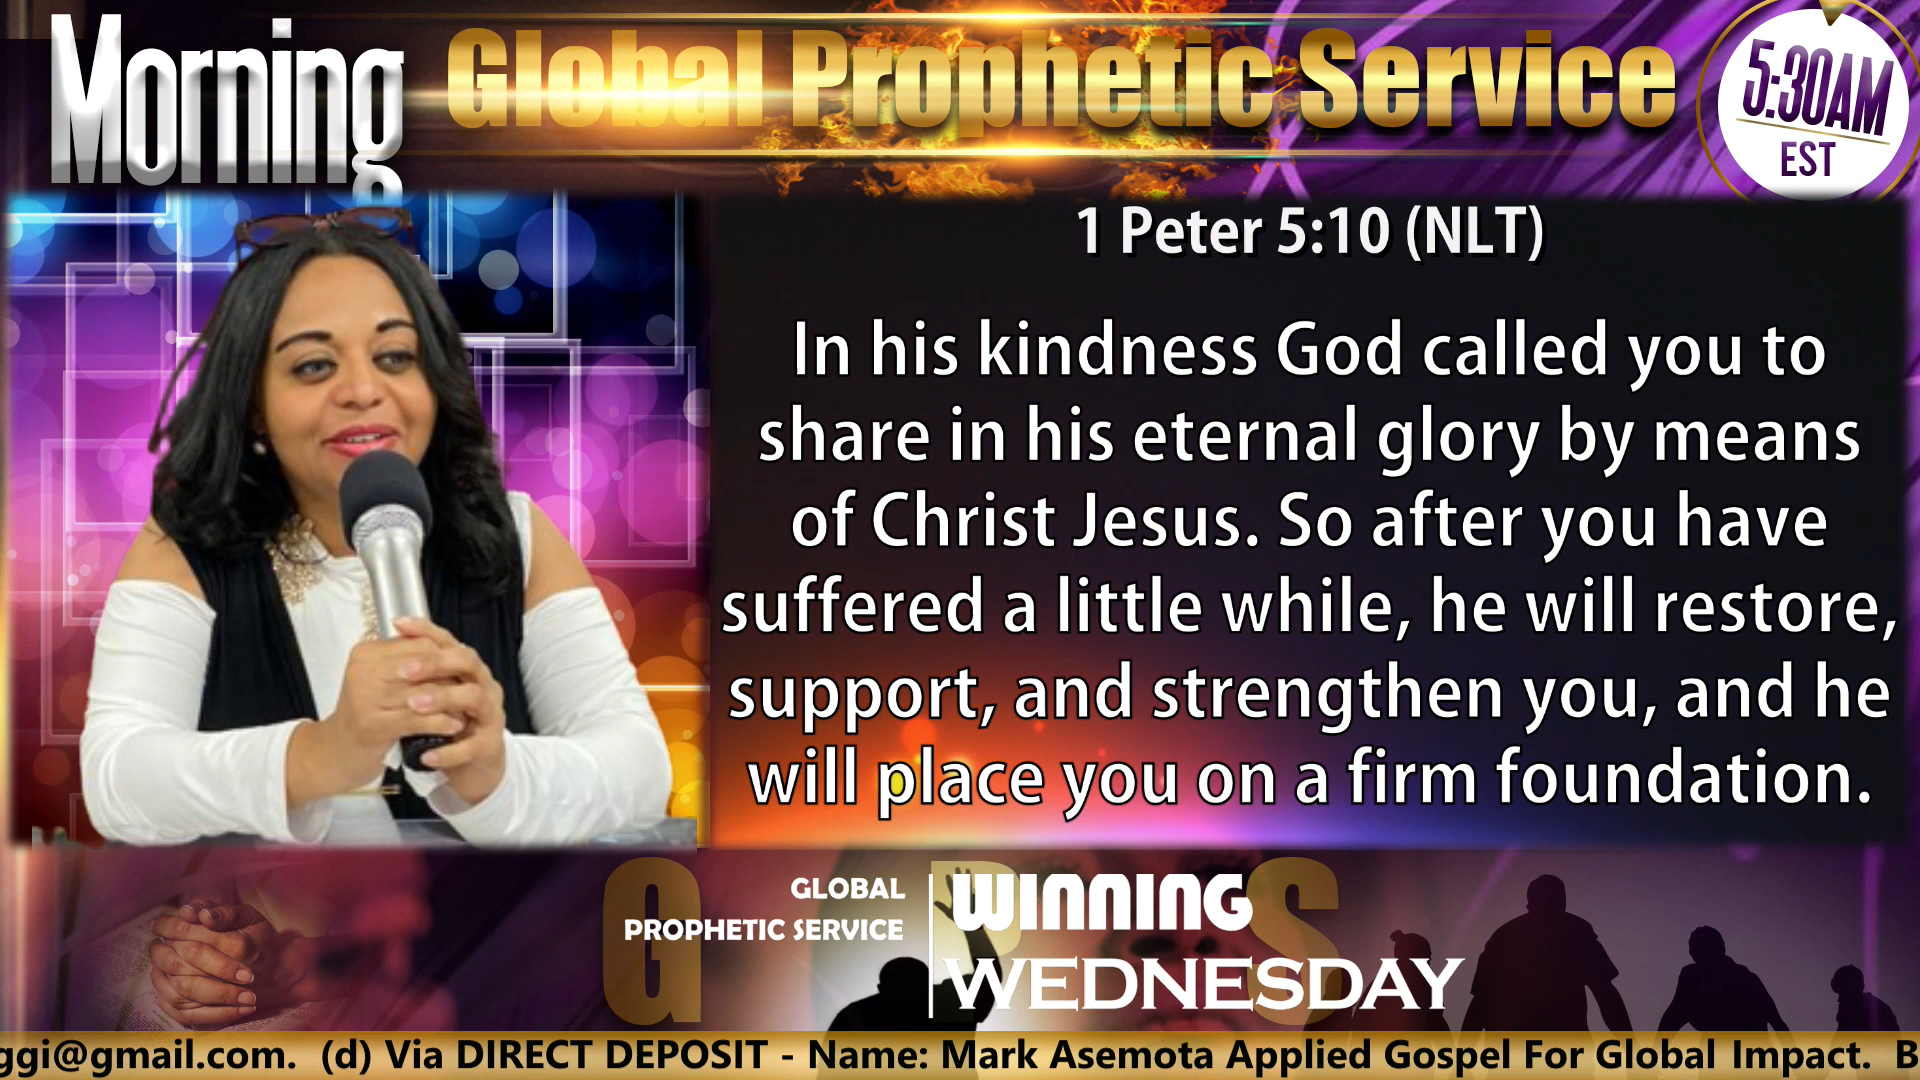 Morning
Global Prophetic Service
5:30AM
EST
1 Peter 5:10 (NLT)
In his kindness God called you to
share in his eternal glory by means
of Christ Jesus. So after you have
suffered a little while, he will restore,
support, and strengthen you, and he
will place you on a firm foundation.
G P S
GLOBAL
PROPHETIC SERVICE
WINNING
WEDNESDAY
ggi@gmail.com. (d) Via DIRECT DEPOSIT - Name: Mark Asemota Applied Gospel For Global Impact. B